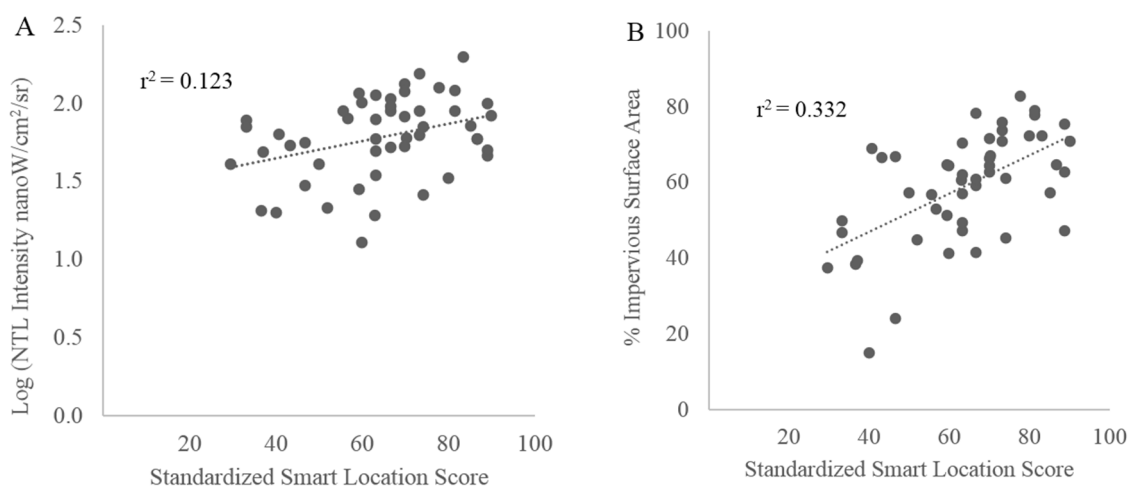 A
r² = 0.123
Log (NTL Intensity nanoW/cm²/sr)
2.5
2.0
1.5
1.0
0.5
0.0
20 40 60 80 100
Standardized Smart Location Score
B
r² = 0.332
% Impervious Surface Area
100
80
60
40
20
0
20 40 60 80 100
Standardized Smart Location Score